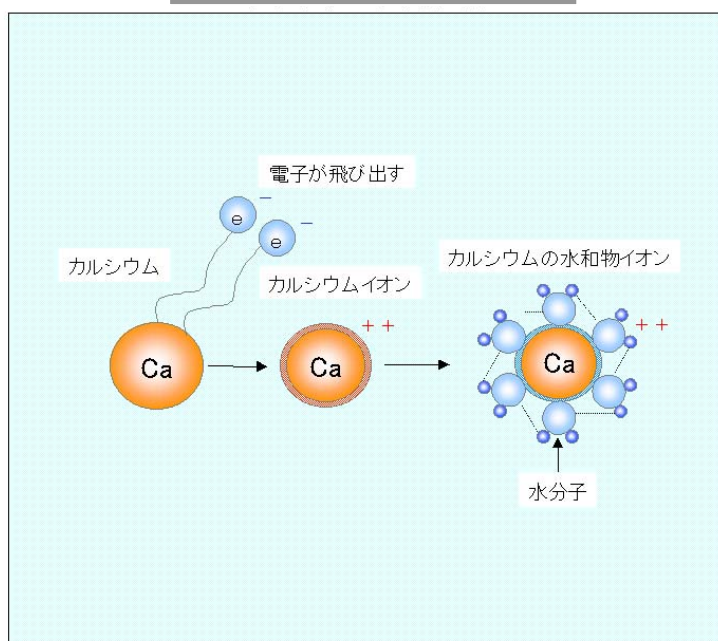 電子が飛び出す
e −
e −
カルシウム
カルシウムイオン
カルシウムの水和物イオン
Ca
Ca ++
Ca ++
水分子